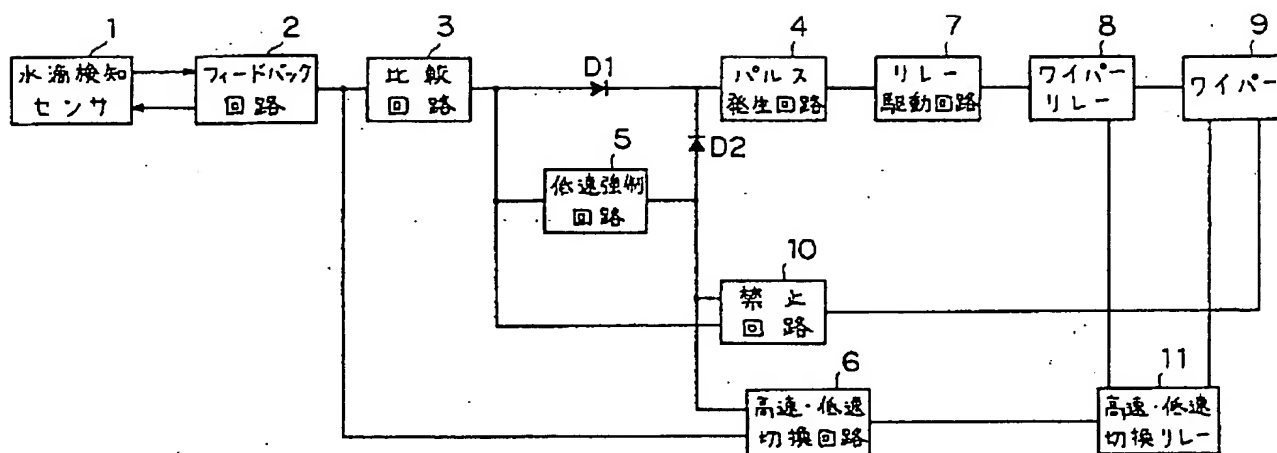 1
水滴検知
センサ
2
フィードバック
回路
3
比較
回路
D1
4
パルス
発生回路
7
リレー
駆動回路
8
ワイパー
リレー
9
ワイパー
D2
5
低速強制
回路
10
禁止
回路
6
高速・低速
切換回路
11
高速・低速
切換リレー